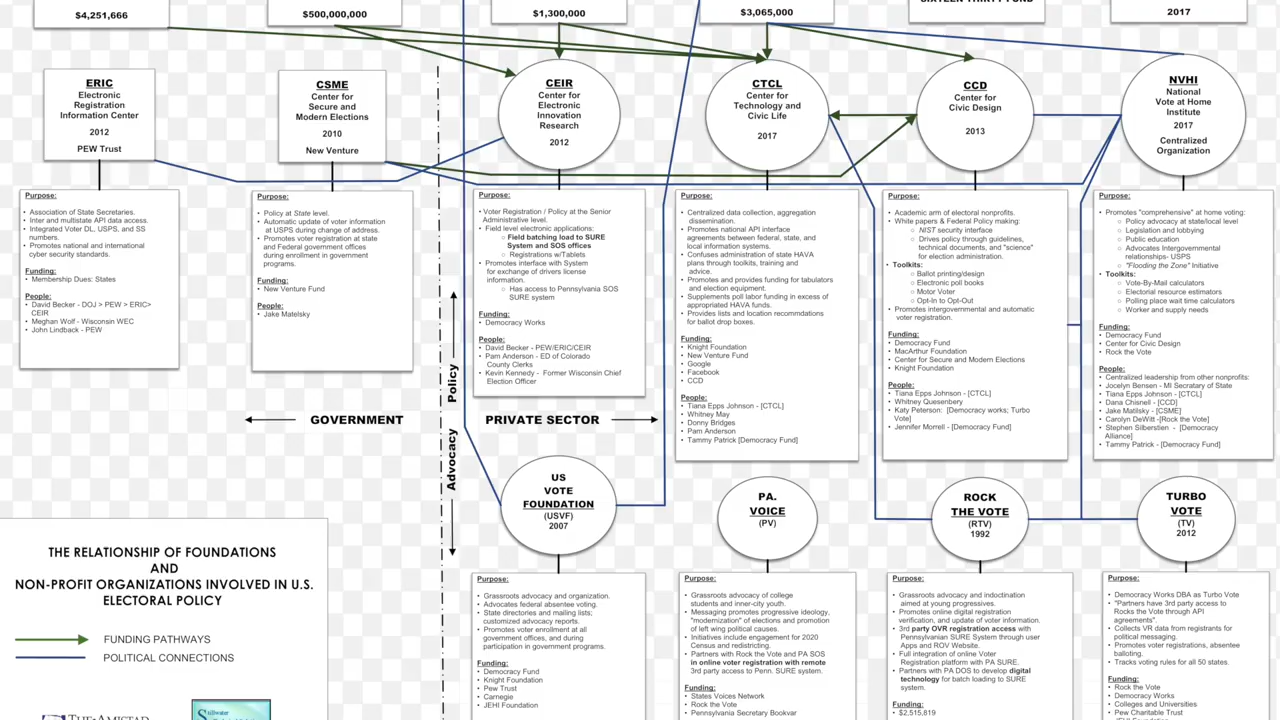 $4,251,666
$500,000,000
$1,300,000
$3,065,000
SIXTEEN THIRTY FUND
2017
ERIC
Electronic
Registration
Information Center
2012
PEW Trust
CSME
Center for
Secure and
Modern Elections
2010
New Venture
CEIR
Center for
Electronic
Innovation
Research
2012
CTCL
Center for
Technology and
Civic Life
2017
CCD
Center for
Civic Design
2013
NVHI
National
Vote at Home
Institute
2017
Centralized
Organization
Purpose:
• Association of State Secretaries.
• Inter and multistate API data access.
• Integrated Voter DL. USPS, and SS
numbers.
• Promotes national and international
cyber security standards.
Funding:
• Membership Dues: States
People:
• David Becker - DOJ > PEW > ERIC>
CEIR
• Meghan Wolf - Wisconsin WEC
• John Lindback - PEW
Purpose:
• Policy at State level.
• Automatic update of voter information
at USPS during change of address.
• Promotes voter registration at state
and Federal government offices
during enrollment in government
programs.
Funding:
• New Venture Fund
People:
• Jake Matelsky
Purpose:
• Voter Registration / Policy at the Senior
Administrative level.
• Field level electronic applications:
○ Field batching load to SURE
System and SOS offices
○ Registrations w/Tablets
• Promotes interface with System
for exchange of drivers license
information.
○ Has access to Pennsylvania SOS
SURE system
Funding:
• Democracy Works
People:
• David Becker - PEW/ERIC/CEIR
• Pam Anderson - ED of Colorado
County Clerks
• Kevin Kennedy - Former Wisconsin Chief
Election Officer
Purpose:
• Centralized data collection, aggregation
dissemination.
• Promotes national API interface
agreements between federal, state, and
local information systems.
• Confuses administration of state HAVA
plans through toolkits, training and
advice.
• Promotes and provides funding for tabulators
and election equipment.
• Supplements poll labor funding in excess of
appropriated HAVA funds.
• Provides lists and location recommdations
for ballot drop boxes.
Funding:
• Knight Foundation
• New Venture Fund
• Google
• Facebook
• CCD
People:
• Tiana Epps Johnson - [CTCL]
• Whitney May
• Donny Bridges
• Pam Anderson
• Tammy Patrick [Democracy Fund]
Purpose:
• Academic arm of electoral nonprofits.
• White papers & Federal Policy making:
○ NIST security interface
○ Drives policy through guidelines,
technical documents, and "science"
for election administration.
• Toolkits:
○ Ballot printing/design
○ Electronic poll books
○ Motor Voter
○ Opt-In to Opt-Out
• Promotes intergovernmental and automatic
voter registration.
Funding:
• Democracy Fund
• MacArthur Foundation
• Center for Secure and Modern Elections
• Knight Foundation
People:
• Tiana Epps Johnson - [CTCL]
• Whitney Quesenbery
• Katy Peterson: [Democracy works; Turbo
Vote]
• Jennifer Morrell - [Democracy Fund]
Purpose:
• Promotes "comprehensive" at home voting:
○ Policy advocacy at state/local level
○ Legislation and lobbying
○ Public education
○ Advocates Intergovernmental
relationships- USPS
○ "Flooding the Zone" Initiative
• Toolkits:
○ Vote-By-Mail calculators
○ Electorial resource estimators
○ Polling place wait time calculators
○ Worker and supply needs
Funding:
• Democracy Fund
• Center for Civic Design
• Rock the Vote
People:
• Centralized leadership from other nonprofits:
• Jocelyn Bensen - MI Secratary of State
• Tiana Epps Johnson - [CTCL]
• Dana Chisnell - [CCD]
• Jake Matilsky - [CSME]
• Carolyn DeWitt -[Rock the Vote]
• Stephen Silberstien - [Democracy
Alliance]
• Tammy Patrick - [Democracy Fund]
GOVERNMENT
PRIVATE SECTOR
Policy
Advocacy
US
VOTE
FOUNDATION
(USVF)
2007
PA.
VOICE
(PV)
ROCK
THE VOTE
(RTV)
1992
TURBO
VOTE
(TV)
2012
Purpose:
• Grassroots advocacy and organization.
• Advocates federal absentee voting.
• State directories and mailing lists;
customized advocacy reports.
• Promotes voter enrollment at all
government offices, and during
participation in government programs.
Funding:
• Democracy Fund
• Knight Foundation
• Pew Trust
• Carnegie
• JEHI Foundation
Purpose:
• Grassroots advocacy of college
students and inner-city youth.
• Messaging promotes progressive ideology,
"modernization" of elections and promotion
of left wing political causes.
• Initiatives include engagement for 2020
Census and redistricting.
• Partners with Rock the Vote and PA SOS
in online voter registration with remote
3rd party access to Penn. SURE system.
Funding:
• States Voices Network
• Rock the Vote
• Pennsylvania Secretary Bookvar
Purpose:
• Grassroots advocacy and indoctination
aimed at young progressives.
• Promotes online digital registration
verification, and update of voter information.
• 3rd party OVR registration access with
Pennsylvanian SURE System through user
Apps and ROV Website.
• Full integration of online Voter
Registration platform with PA SURE.
• Partners with PA DOS to develop digital
technology for batch loading to SURE
system.
Funding:
• $2,515,819
Purpose:
• Democracy Works DBA as Turbo Vote
• "Partners have 3rd party access to
Rocks the Vote through API
agreements".
• Collects VR data from registrants for
political messaging.
• Promotes voter registrations, absentee
balloting.
• Tracks voting rules for all 50 states.
Funding:
• Rock the Vote
• Democracy Works
• Colleges and Universities
• Pew Charitable Trust
• JEHI Foundation
THE RELATIONSHIP OF FOUNDATIONS
AND
NON-PROFIT ORGANIZATIONS INVOLVED IN U.S.
ELECTORAL POLICY
FUNDING PATHWAYS
POLITICAL CONNECTIONS
THE AMISTAD
Stillwater